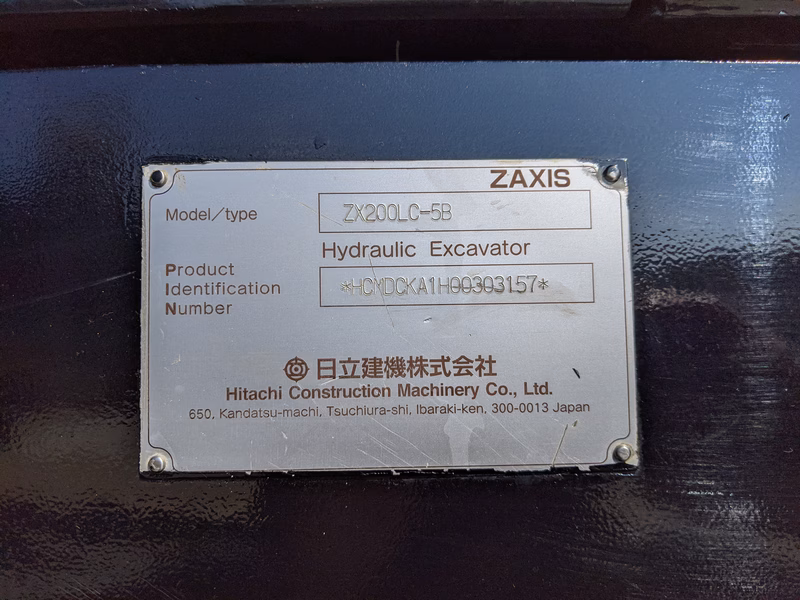 ZAXIS
Model/type ZX200LC-5B
Hydraulic Excavator
Product
Identification *HCMDGKA1H00303157*
Number
日立建機株式会社
Hitachi Construction Machinery Co., Ltd.
650, Kandatsu-machi, Tsuchiura-shi, Ibaraki-ken, 300-0013 Japan